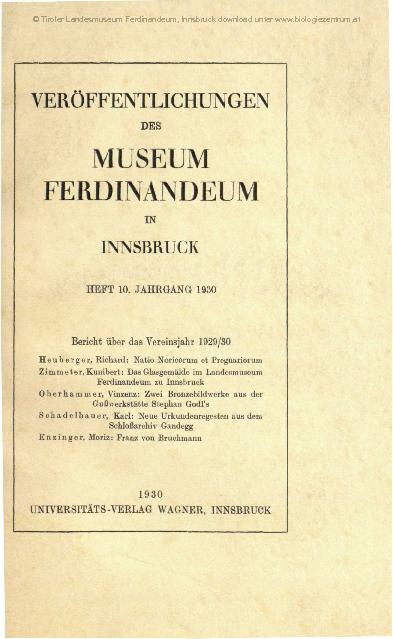 © Tiroler Landesmuseum Ferdinandeum, Innsbruck download unter www.biologiezentrum.at
VERÖFFENTLICHUNGEN
DES
MUSEUM
FERDINANDEUM
IN
INNSBRUCK
HEFT 10. JAHRGANG 1930
Bericht über das Vereinsjahr 1929/30
Heuberger, Richard: Natio Noricorum et Pregnariorum
Zimmeter, Kunibert: Das Glasgemälde im Landesmuseum
Ferdinandeum zu Innsbruck
Oberhammer, Vinzenz: Zwei Bronzebildwerke aus der
Gußwerkstätte Stephan Godl's
Schadelbauer, Karl: Neue Urkundenregesten aus dem
Schloßarchiv Gandegg
Enzinger, Moriz: Franz von Bruchmann
1930
UNIVERSITÄTS-VERLAG WAGNER, INNSBRUCK